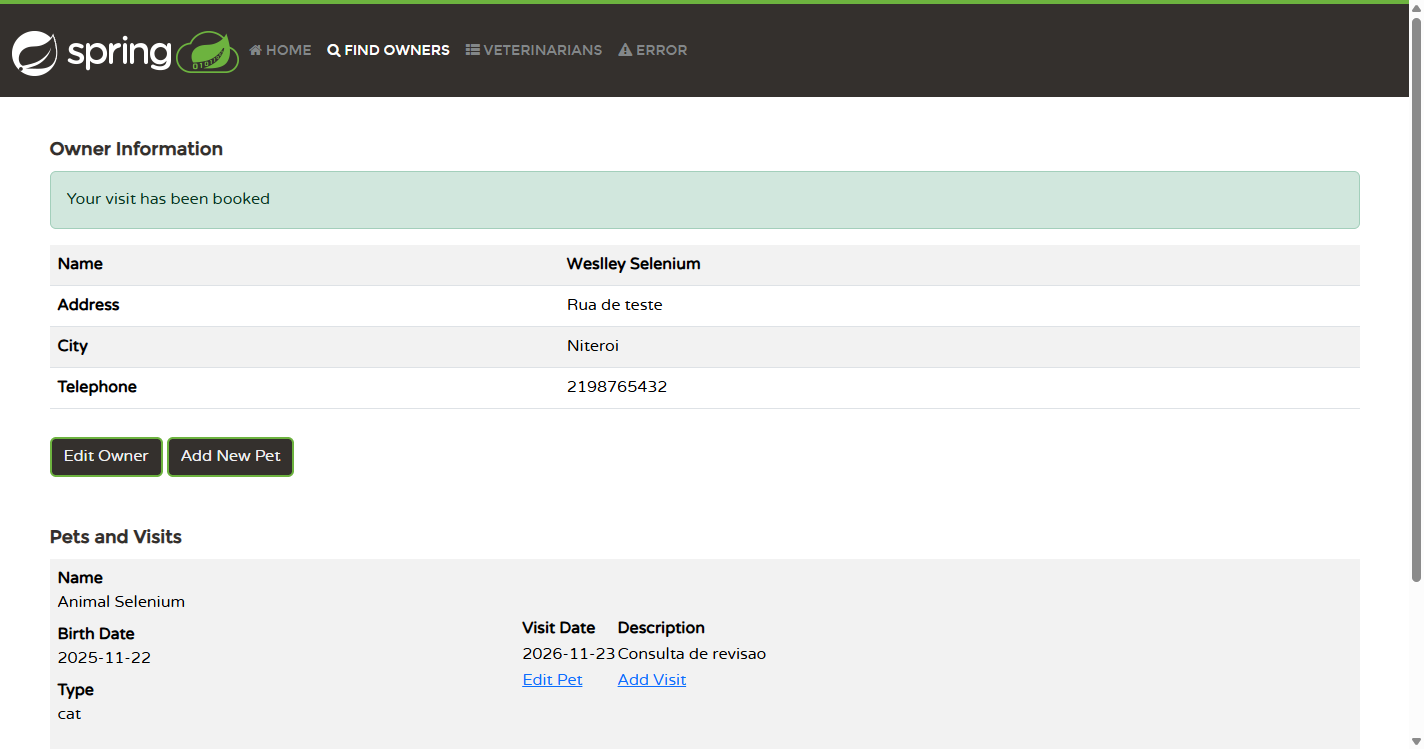 spring HOME FIND OWNERS VETERINARIANS ERROR
Owner Information
Your visit has been booked
Name Weslley Selenium
Address Rua de teste
City Niteroi
Telephone 2198765432
Edit Owner Add New Pet
Pets and Visits
Name
Animal Selenium
Birth Date
2025-11-22
Type
cat
Visit Date Description
2026-11-23 Consulta de revisao
Edit Pet Add Visit